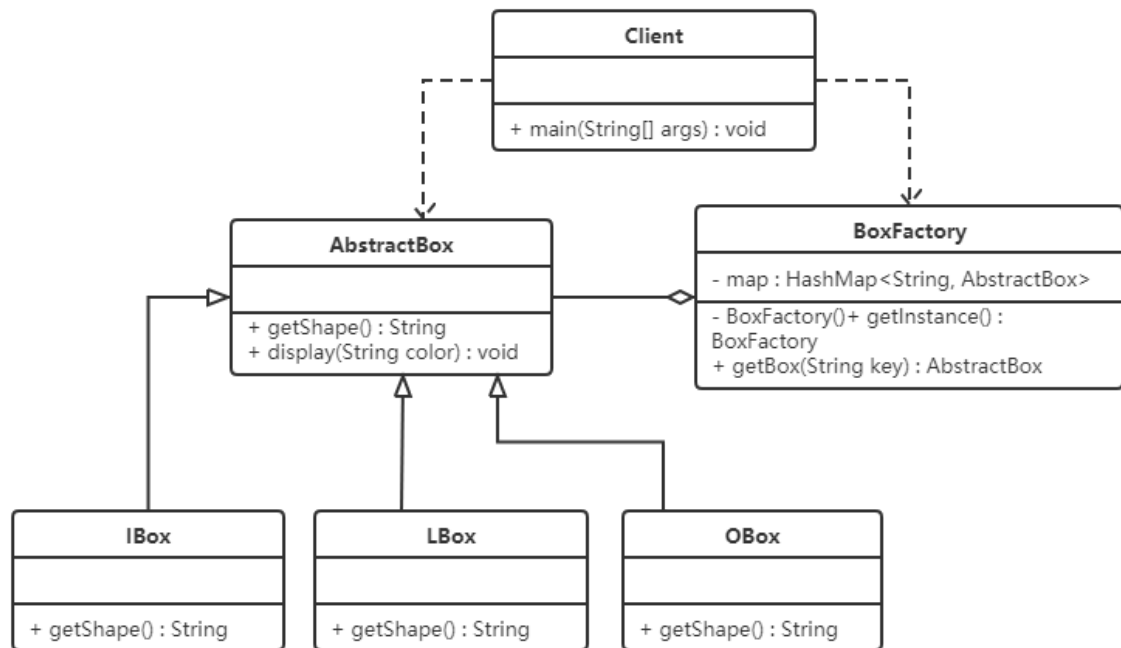 Client
+ main(String[] args) : void
AbstractBox
+ getShape() : String
+ display(String color) : void
BoxFactory
- map : HashMap<String, AbstractBox>
- BoxFactory()+ getInstance() :
BoxFactory
+ getBox(String key) : AbstractBox
IBox
+ getShape() : String
LBox
+ getShape() : String
OBox
+ getShape() : String